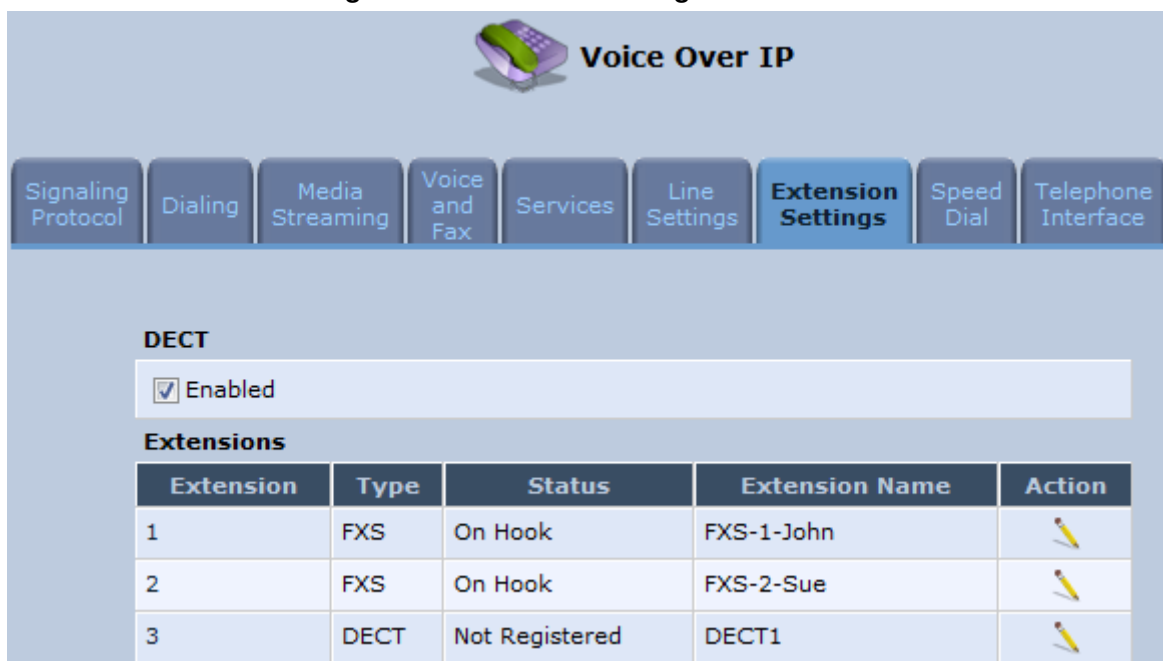 Voice Over IP
Signaling Protocol
Dialing
Media Streaming
Voice and Fax
Services
Line Settings
Extension Settings
Speed Dial
Telephone Interface
DECT
Enabled
Extensions
Extension Type Status Extension Name Action
1 FXS On Hook FXS-1-John
2 FXS On Hook FXS-2-Sue
3 DECT Not Registered DECT1